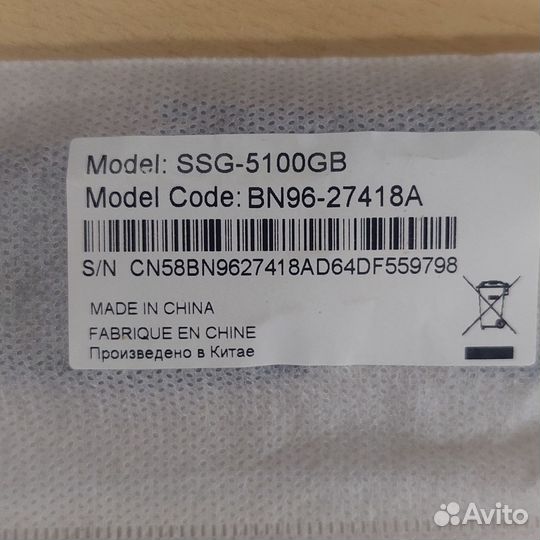 Model: SSG-5100GB
Model Code: BN96-27418A
S/N CN58BN9627418AD64DF559798
MADE IN CHINA
FABRIQUE EN CHINE
Произведено в Китае
Avito